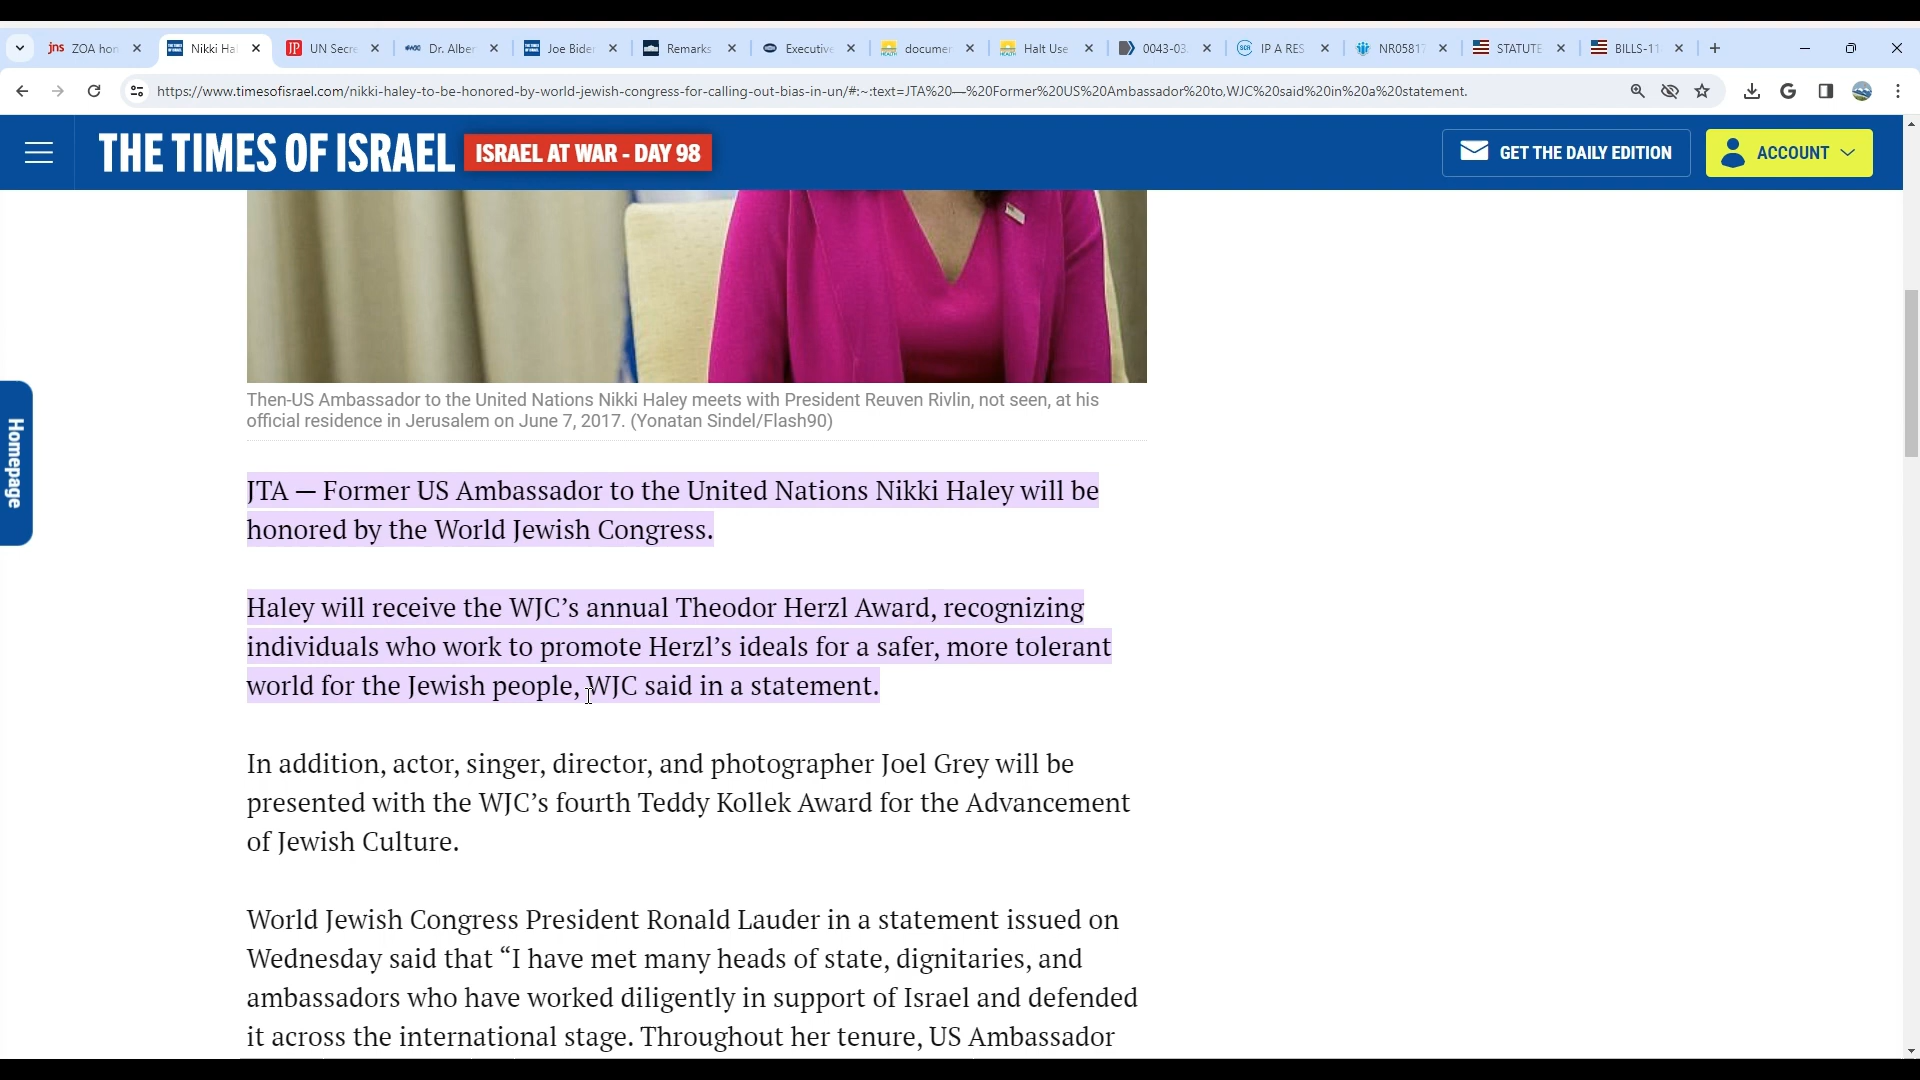 jns ZOA hon
Nikki Ha
JP UN Secre
Dr. Alber
Joe Bide
Remarks
Executive
documen
Halt Use
0043-03
IP A RES
NR05817
STATUTE
BILLS-11
https://www.timesofisrael.com/nikki-haley-to-be-honored-by-world-jewish-congress-for-calling-out-bias-in-un/#:~:text=JTA%20—%20Former%20US%20Ambassador%20to,WJC%20said%20in%20a%20statement.
THE TIMES OF ISRAEL
ISRAEL AT WAR - DAY 98
GET THE DAILY EDITION
ACCOUNT
Homepage
Then-US Ambassador to the United Nations Nikki Haley meets with President Reuven Rivlin, not seen, at his
official residence in Jerusalem on June 7, 2017. (Yonatan Sindel/Flash90)
JTA — Former US Ambassador to the United Nations Nikki Haley will be
honored by the World Jewish Congress.
Haley will receive the WJC’s annual Theodor Herzl Award, recognizing
individuals who work to promote Herzl’s ideals for a safer, more tolerant
world for the Jewish people, WJC said in a statement.
In addition, actor, singer, director, and photographer Joel Grey will be
presented with the WJC’s fourth Teddy Kollek Award for the Advancement
of Jewish Culture.
World Jewish Congress President Ronald Lauder in a statement issued on
Wednesday said that “I have met many heads of state, dignitaries, and
ambassadors who have worked diligently in support of Israel and defended
it across the international stage. Throughout her tenure, US Ambassador